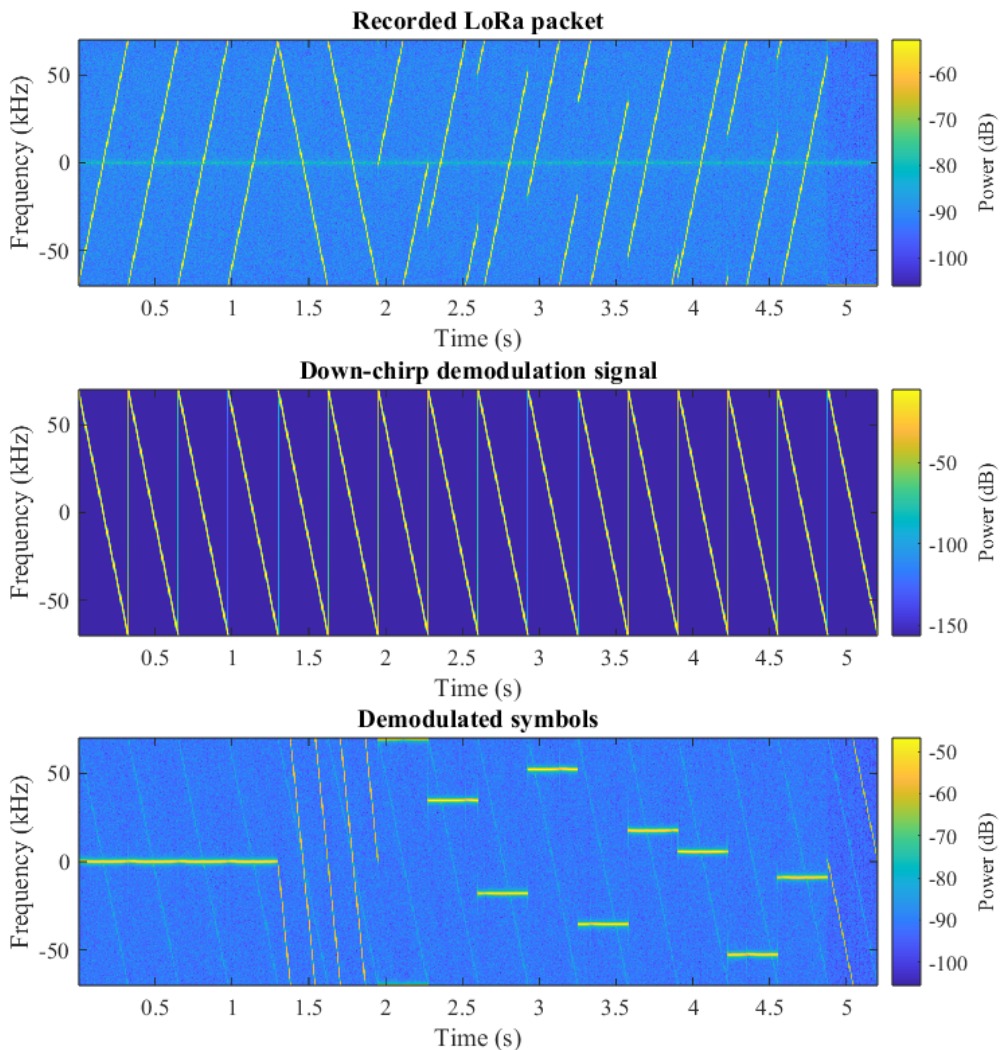 Recorded LoRa packet
Frequency (kHz)
50
0
-50
0.5 1 1.5 2 2.5 3 3.5 4 4.5 5
Time (s)
-60
-70
-80
-90
-100
Power (dB)
Down-chirp demodulation signal
Frequency (kHz)
50
0
-50
0.5 1 1.5 2 2.5 3 3.5 4 4.5 5
Time (s)
-50
-100
-150
Power (dB)
Demodulated symbols
Frequency (kHz)
50
0
-50
0.5 1 1.5 2 2.5 3 3.5 4 4.5 5
Time (s)
-50
-60
-70
-80
-90
-100
Power (dB)